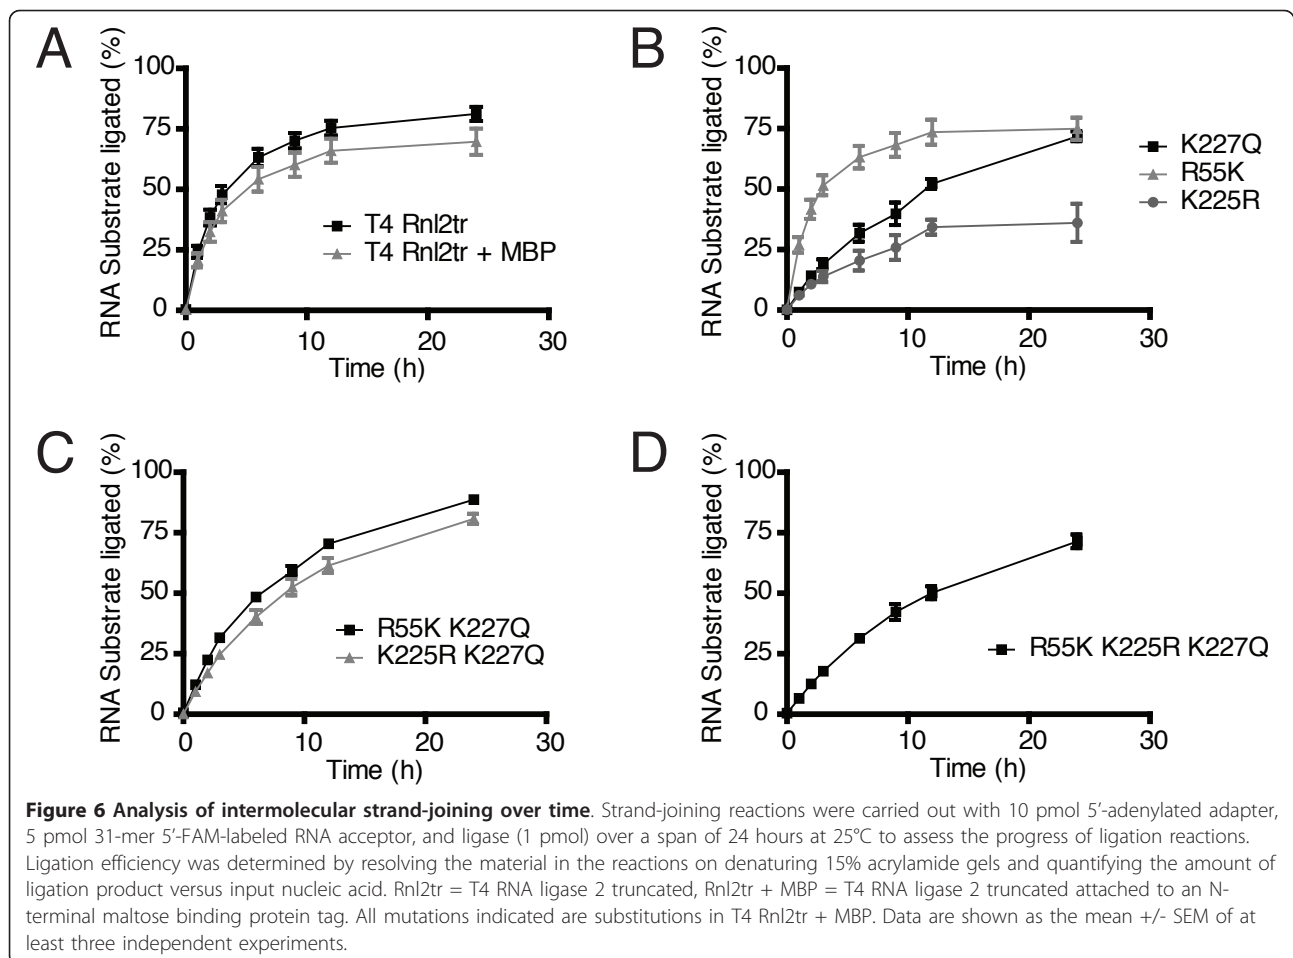 A
RNA Substrate ligated (%)
100
75
50
25
0
0 10 20 30
Time (h)
T4 Rnl2tr
T4 Rnl2tr + MBP
B
RNA Substrate ligated (%)
100
75
50
25
0
0 10 20 30
Time (h)
K227Q
R55K
K225R
C
RNA Substrate ligated (%)
100
75
50
25
0
0 10 20 30
Time (h)
R55K K227Q
K225R K227Q
D
RNA Substrate ligated (%)
100
75
50
25
0
0 10 20 30
Time (h)
R55K K225R K227Q
Figure 6 Analysis of intermolecular strand-joining over time. Strand-joining reactions were carried out with 10 pmol 5'-adenylated adapter,
5 pmol 31-mer 5'-FAM-labeled RNA acceptor, and ligase (1 pmol) over a span of 24 hours at 25°C to assess the progress of ligation reactions.
Ligation efficiency was determined by resolving the material in the reactions on denaturing 15% acrylamide gels and quantifying the amount of
ligation product versus input nucleic acid. Rnl2tr = T4 RNA ligase 2 truncated, Rnl2tr + MBP = T4 RNA ligase 2 truncated attached to an N-
terminal maltose binding protein tag. All mutations indicated are substitutions in T4 Rnl2tr + MBP. Data are shown as the mean +/- SEM of at
least three independent experiments.